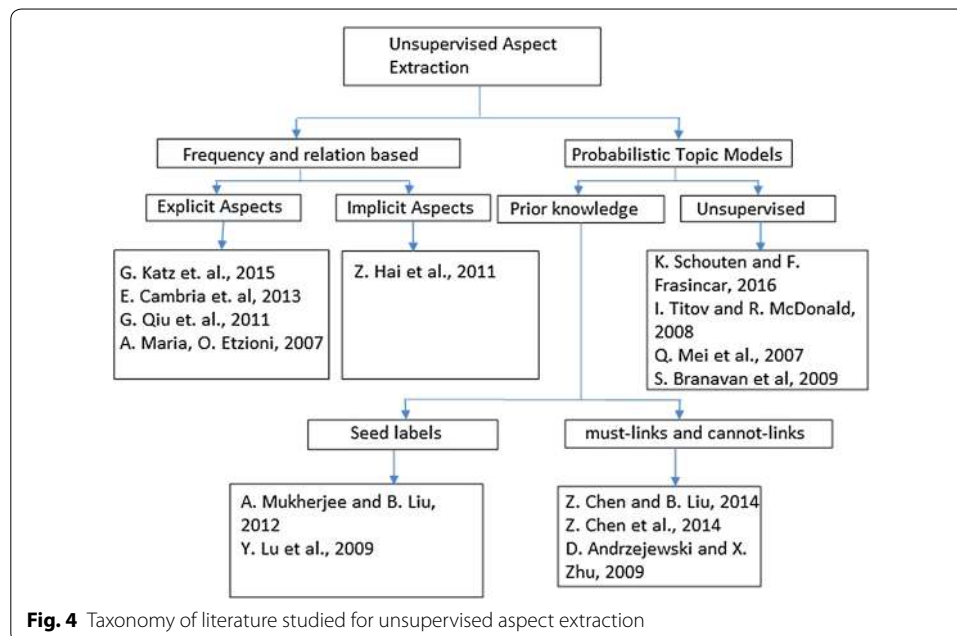 Unsupervised Aspect
Extraction
Frequency and relation based
Probabilistic Topic Models
Explicit Aspects
Implicit Aspects
Prior knowledge
Unsupervised
G. Katz et. al., 2015
E. Cambria et. al, 2013
G. Qiu et. al., 2011
A. Maria, O. Etzioni, 2007
Z. Hai et al., 2011
K. Schouten and F.
Frasincar, 2016
I. Titov and R. McDonald,
2008
Q. Mei et al., 2007
S. Branavan et al, 2009
Seed labels
must-links and cannot-links
A. Mukherjee and B. Liu,
2012
Y. Lu et al., 2009
Z. Chen and B. Liu, 2014
Z. Chen et al., 2014
D. Andrzejewski and X.
Zhu, 2009
Fig. 4 Taxonomy of literature studied for unsupervised aspect extraction